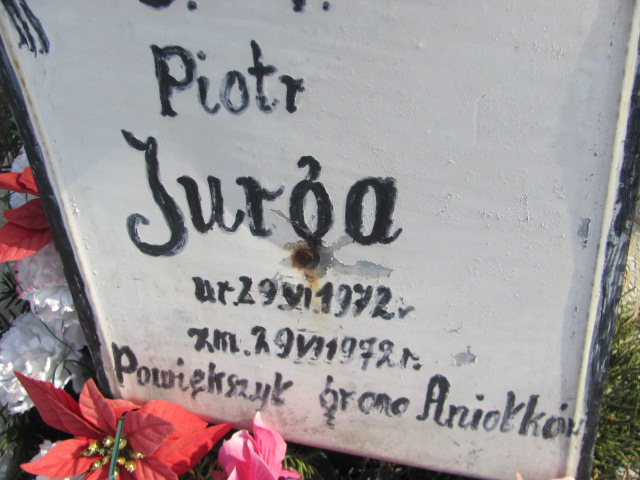 Piotr
Jurga
ur 29 VI 1972 r
zm. 29 VI 1972 r.
Powiększył grono Aniołków